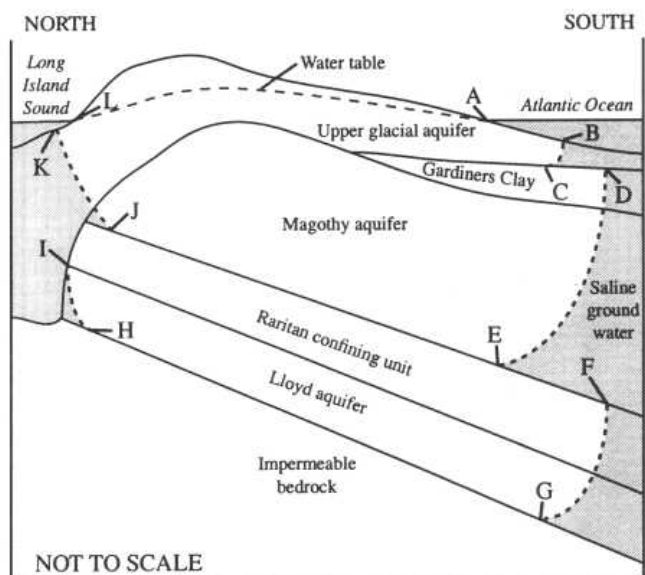 NORTH
SOUTH
Long
Island
Sound
Water table
L
A
Atlantic Ocean
Upper glacial aquifer
B
K
Gardiners Clay
C
D
J
Magothy aquifer
I
Saline
ground
water
H
Raritan confining unit
E
F
Lloyd aquifer
Impermeable
bedrock
G
NOT TO SCALE